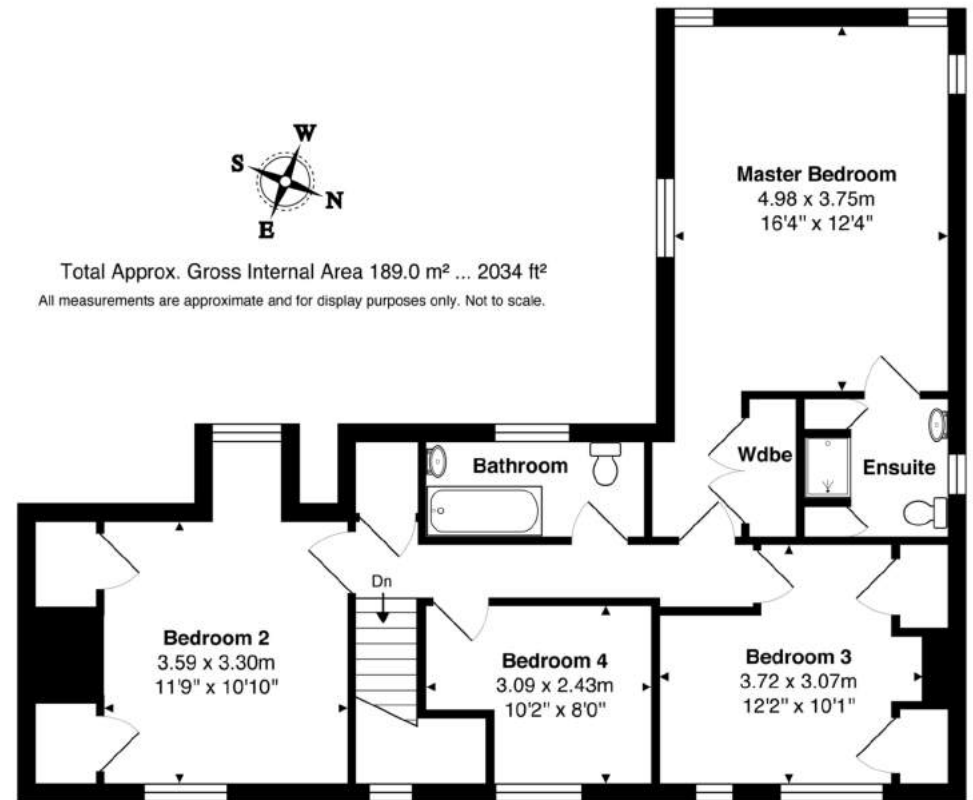 W
S
N
E
Total Approx. Gross Internal Area 189.0 m² ... 2034 ft²
All measurements are approximate and for display purposes only. Not to scale.
Master Bedroom
4.98 x 3.75m
16'4" x 12'4"
Bathroom
Wdbe
Ensuite
Dn
Bedroom 2
3.59 x 3.30m
11'9" x 10'10"
Bedroom 4
3.09 x 2.43m
10'2" x 8'0"
Bedroom 3
3.72 x 3.07m
12'2" x 10'1"